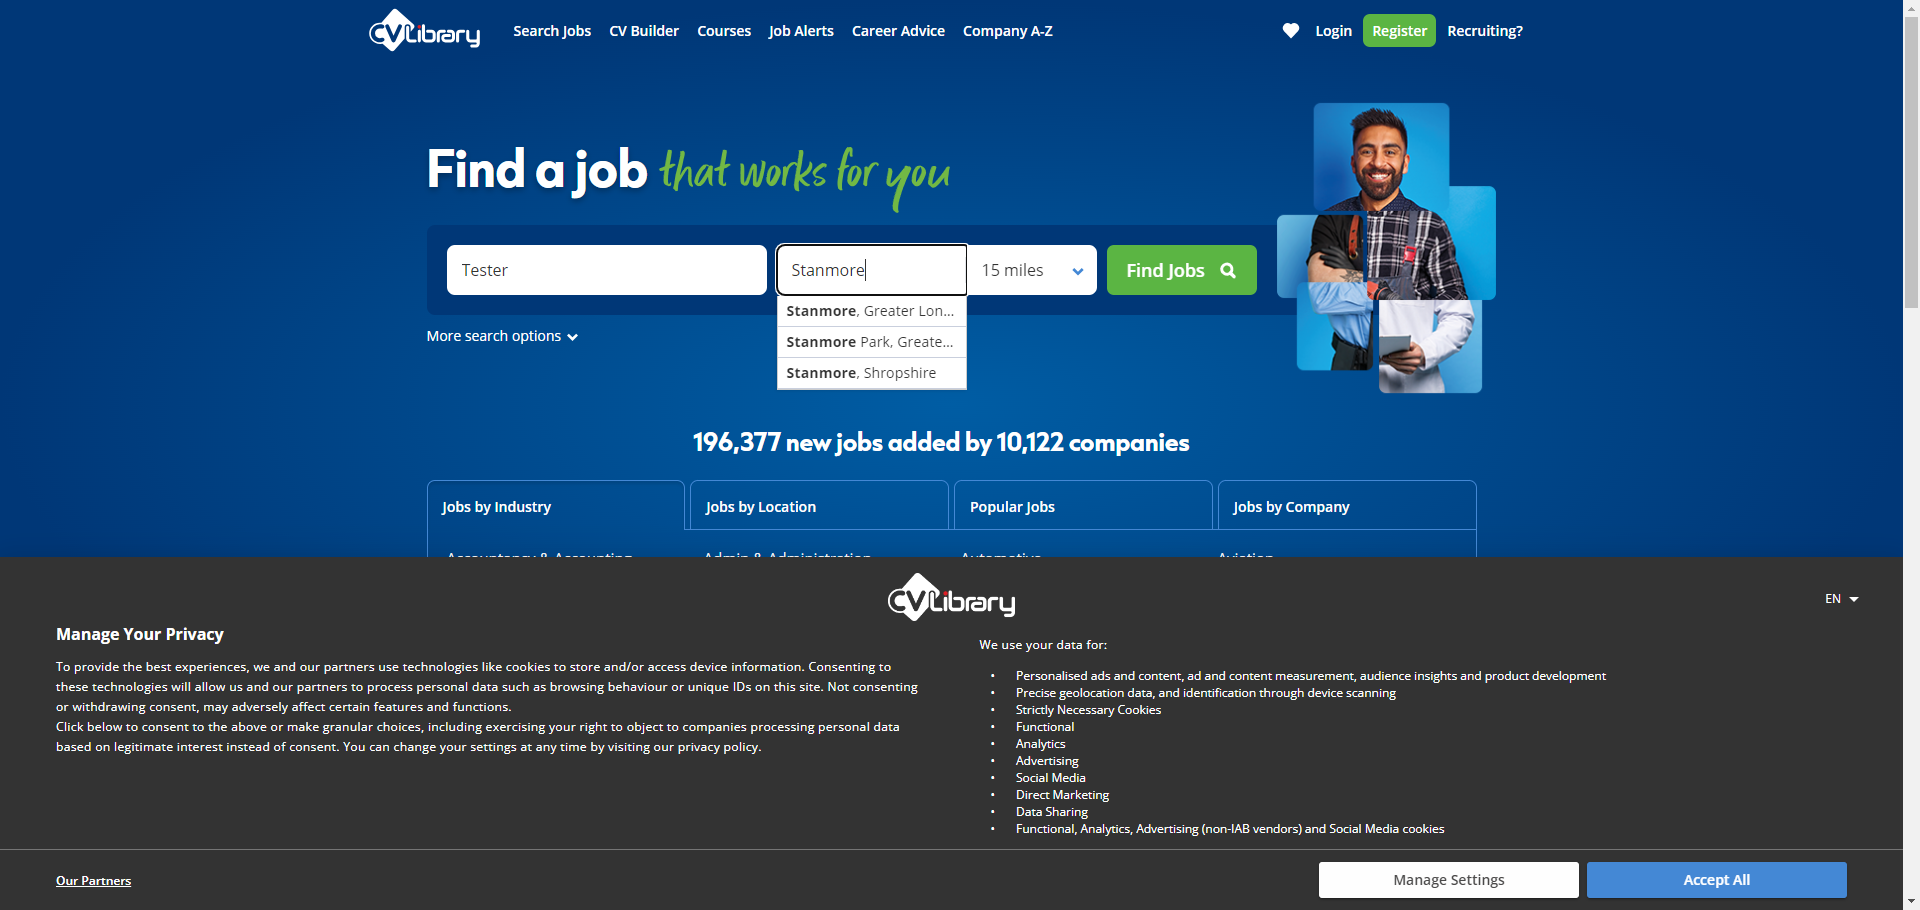 CVLibrary
Search Jobs
CV Builder
Courses
Job Alerts
Career Advice
Company A-Z
Login
Register
Recruiting?
Find a job that works for you
Tester
Stanmore
15 miles
Find Jobs
Stanmore, Greater Lon...
Stanmore Park, Greate...
Stanmore, Shropshire
More search options
196,377 new jobs added by 10,122 companies
Jobs by Industry
Jobs by Location
Popular Jobs
Jobs by Company
Accountancy & Accounting
Admin & Administration
Automotive
Aviation
CVLibrary
EN
Manage Your Privacy
To provide the best experiences, we and our partners use technologies like cookies to store and/or access device information. Consenting to
these technologies will allow us and our partners to process personal data such as browsing behaviour or unique IDs on this site. Not consenting
or withdrawing consent, may adversely affect certain features and functions.
Click below to consent to the above or make granular choices, including exercising your right to object to companies processing personal data
based on legitimate interest instead of consent. You can change your settings at any time by visiting our privacy policy.
We use your data for:
• Personalised ads and content, ad and content measurement, audience insights and product development
• Precise geolocation data, and identification through device scanning
• Strictly Necessary Cookies
• Functional
• Analytics
• Advertising
• Social Media
• Direct Marketing
• Data Sharing
• Functional, Analytics, Advertising (non-IAB vendors) and Social Media cookies
Our Partners
Manage Settings
Accept All